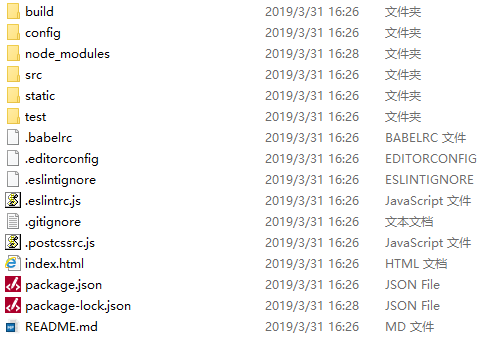 build 2019/3/31 16:26 文件夹
config 2019/3/31 16:26 文件夹
node_modules 2019/3/31 16:28 文件夹
src 2019/3/31 16:26 文件夹
static 2019/3/31 16:26 文件夹
test 2019/3/31 16:26 文件夹
.babelrc 2019/3/31 16:26 BABELRC 文件
.editorconfig 2019/3/31 16:26 EDITORCONFIG
.eslintignore 2019/3/31 16:26 ESLINTIGNORE
.eslintrc.js 2019/3/31 16:26 JavaScript 文件
.gitignore 2019/3/31 16:26 文本文档
.postcssrc.js 2019/3/31 16:26 JavaScript 文件
index.html 2019/3/31 16:26 HTML 文档
package.json 2019/3/31 16:26 JSON File
package-lock.json 2019/3/31 16:28 JSON File
README.md 2019/3/31 16:26 MD 文件